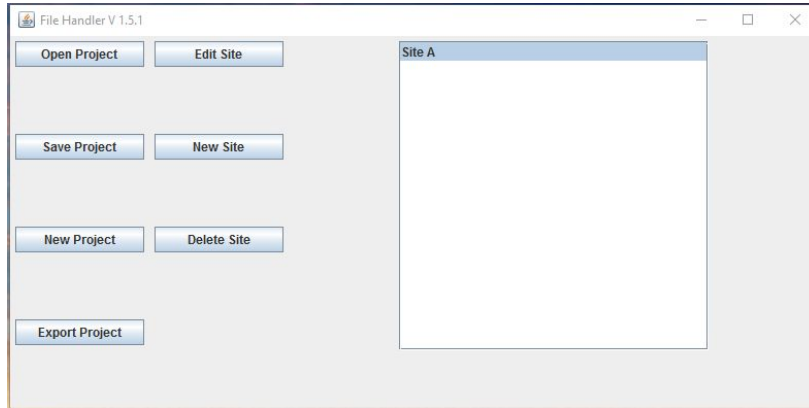 File Handler V 1.5.1
Open Project
Edit Site
Site A
Save Project
New Site
New Project
Delete Site
Export Project